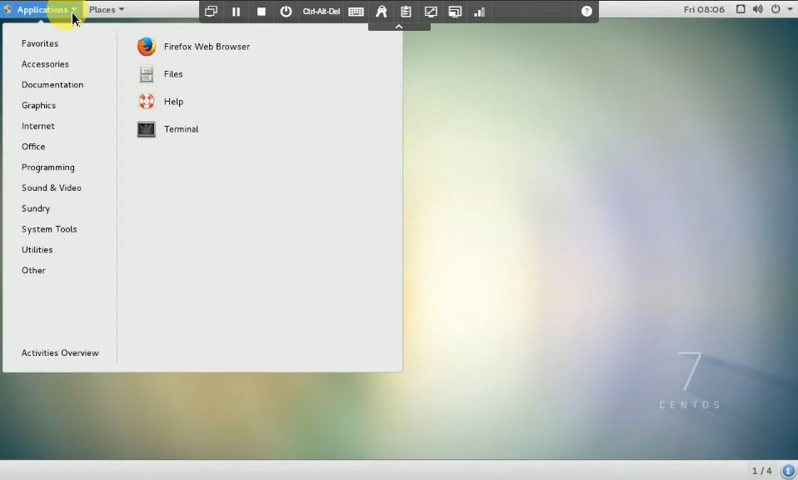 Applications
Places
Ctrl-Alt-Del
Fri 08:06
Favorites
Accessories
Documentation
Graphics
Internet
Office
Programming
Sound & Video
Sundry
System Tools
Utilities
Other
Activities Overview
Firefox Web Browser
Files
Help
Terminal
7
CENTOS
1 / 4